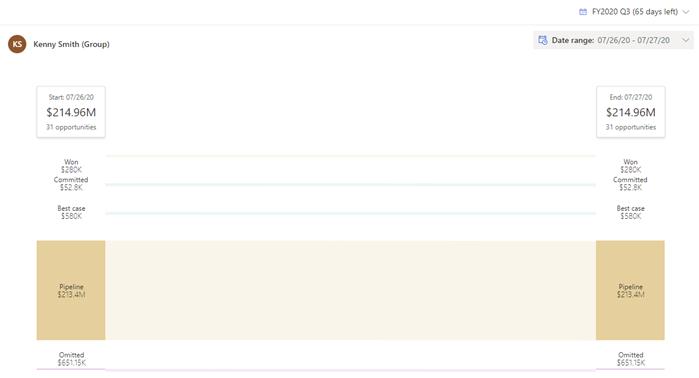 FY2020 Q3 (65 days left)
KS
Kenny Smith (Group)
Date range: 07/26/20 - 07/27/20
Start: 07/26/20
$214.96M
31 opportunities
End: 07/27/20
$214.96M
31 opportunities
Won
$280K
Committed
$52.8K
Best case
$580K
Pipeline
$213.4M
Omitted
$651.15K
Won
$280K
Committed
$52.8K
Best case
$580K
Pipeline
$213.4M
Omitted
$651.15K